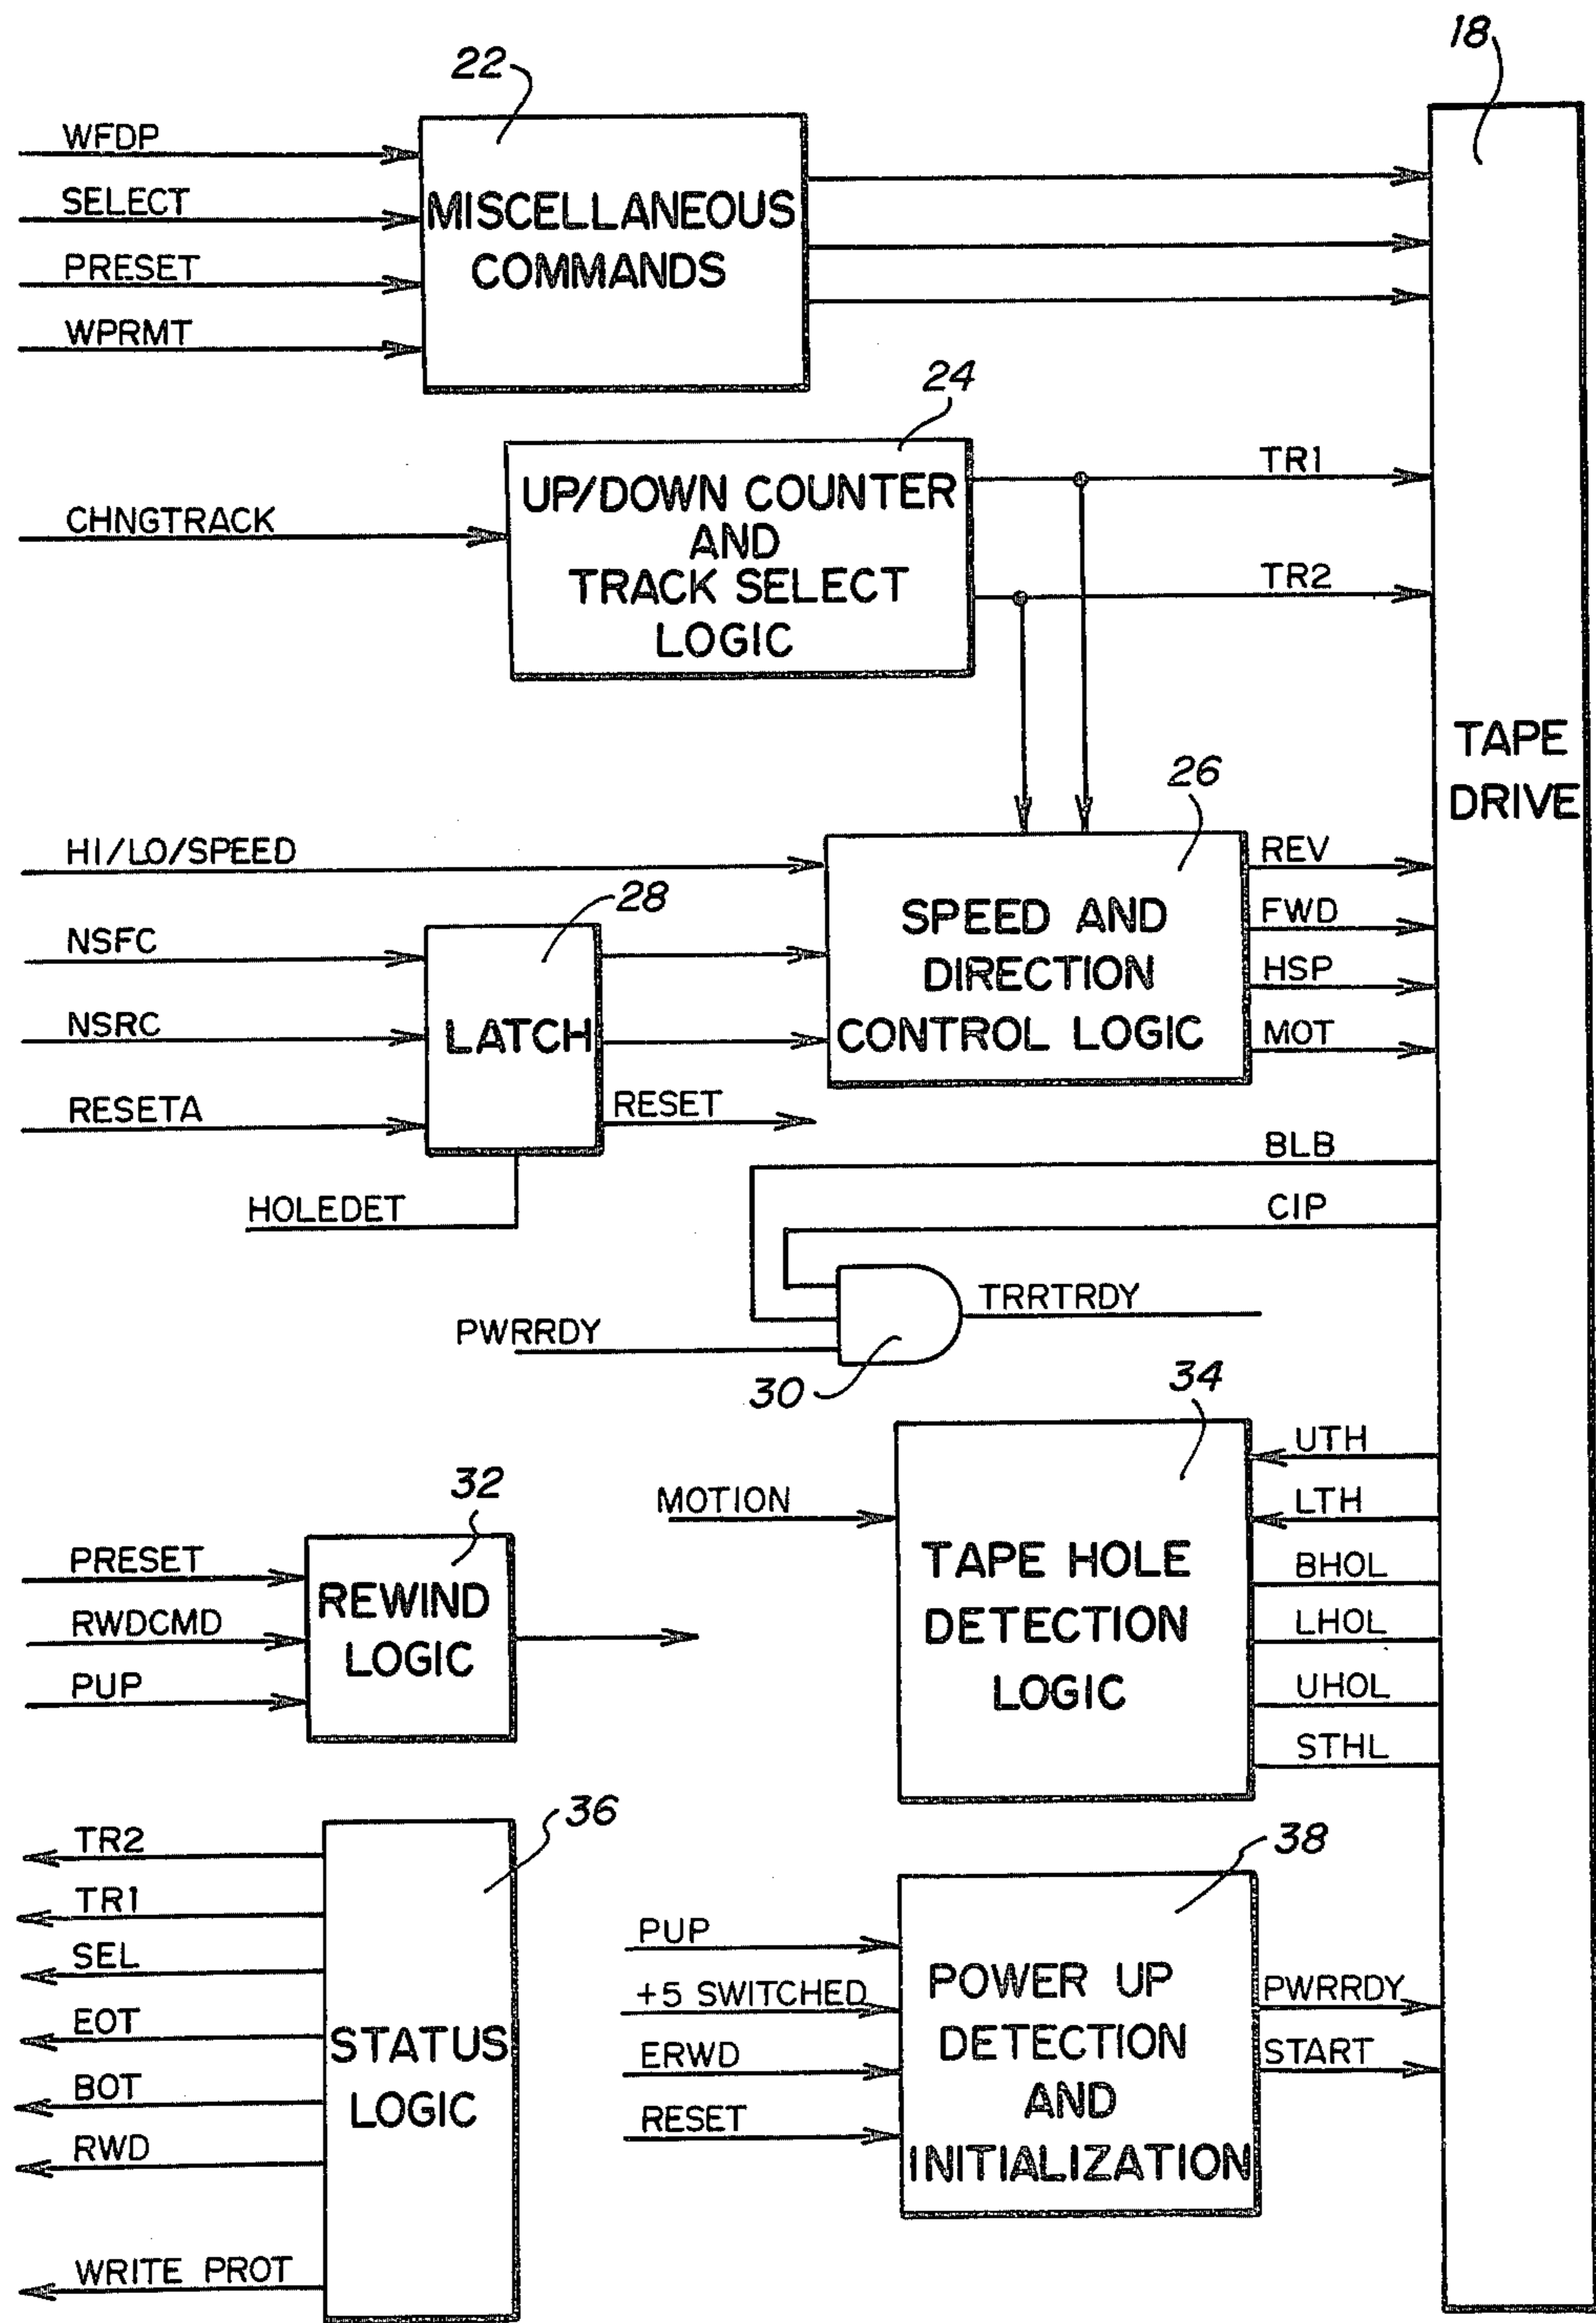 18
22
WFDP
SELECT
PRESET
WPRMT
MISCELLANEOUS
COMMANDS
24
CHNGTRACK
UP/DOWN COUNTER
AND
TRACK SELECT
LOGIC
TR1
TR2
TAPE
DRIVE
26
HI/LO/SPEED
28
NSFC
NSRC
RESETA
LATCH
RESET
HOLEDET
SPEED AND
DIRECTION
CONTROL LOGIC
REV
FWD
HSP
MOT
BLB
CIP
PWRRDY
TRRTRDY
30
34
MOTION
TAPE HOLE
DETECTION
LOGIC
UTH
LTH
BHOL
LHOL
UHOL
STHL
32
PRESET
RWDCMD
PUP
REWIND
LOGIC
36
TR2
TR1
SEL
EOT
BOT
RWD
WRITE PROT
STATUS
LOGIC
38
PUP
+5 SWITCHED
ERWD
RESET
POWER UP
DETECTION
AND
INITIALIZATION
PWRRDY
START